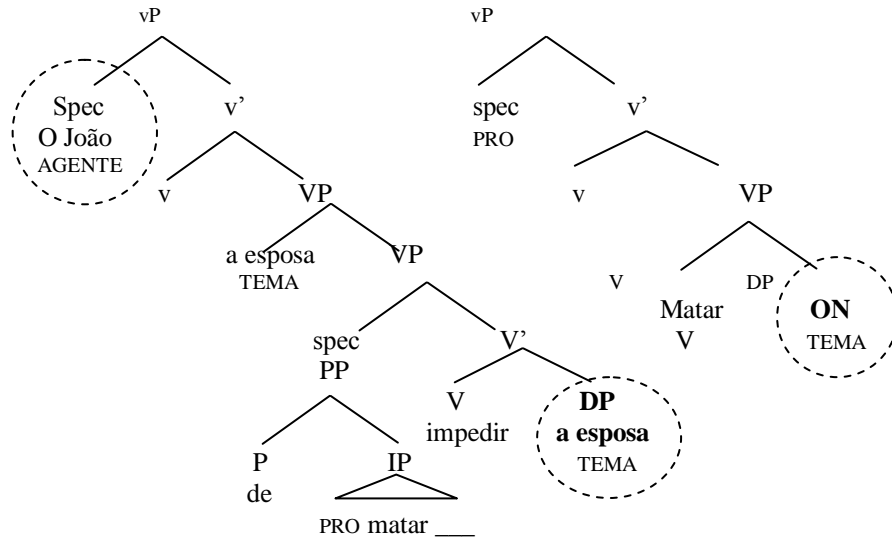 vP
vP
Spec
v’
spec
v’
O João
PRO
AGENTE
v
VP
v
VP
a esposa
VP
TEMA
V
DP
Matar
ON
V
TEMA
spec
V’
PP
V
DP
impedir
a esposa
TEMA
P
IP
de
PRO matar ___